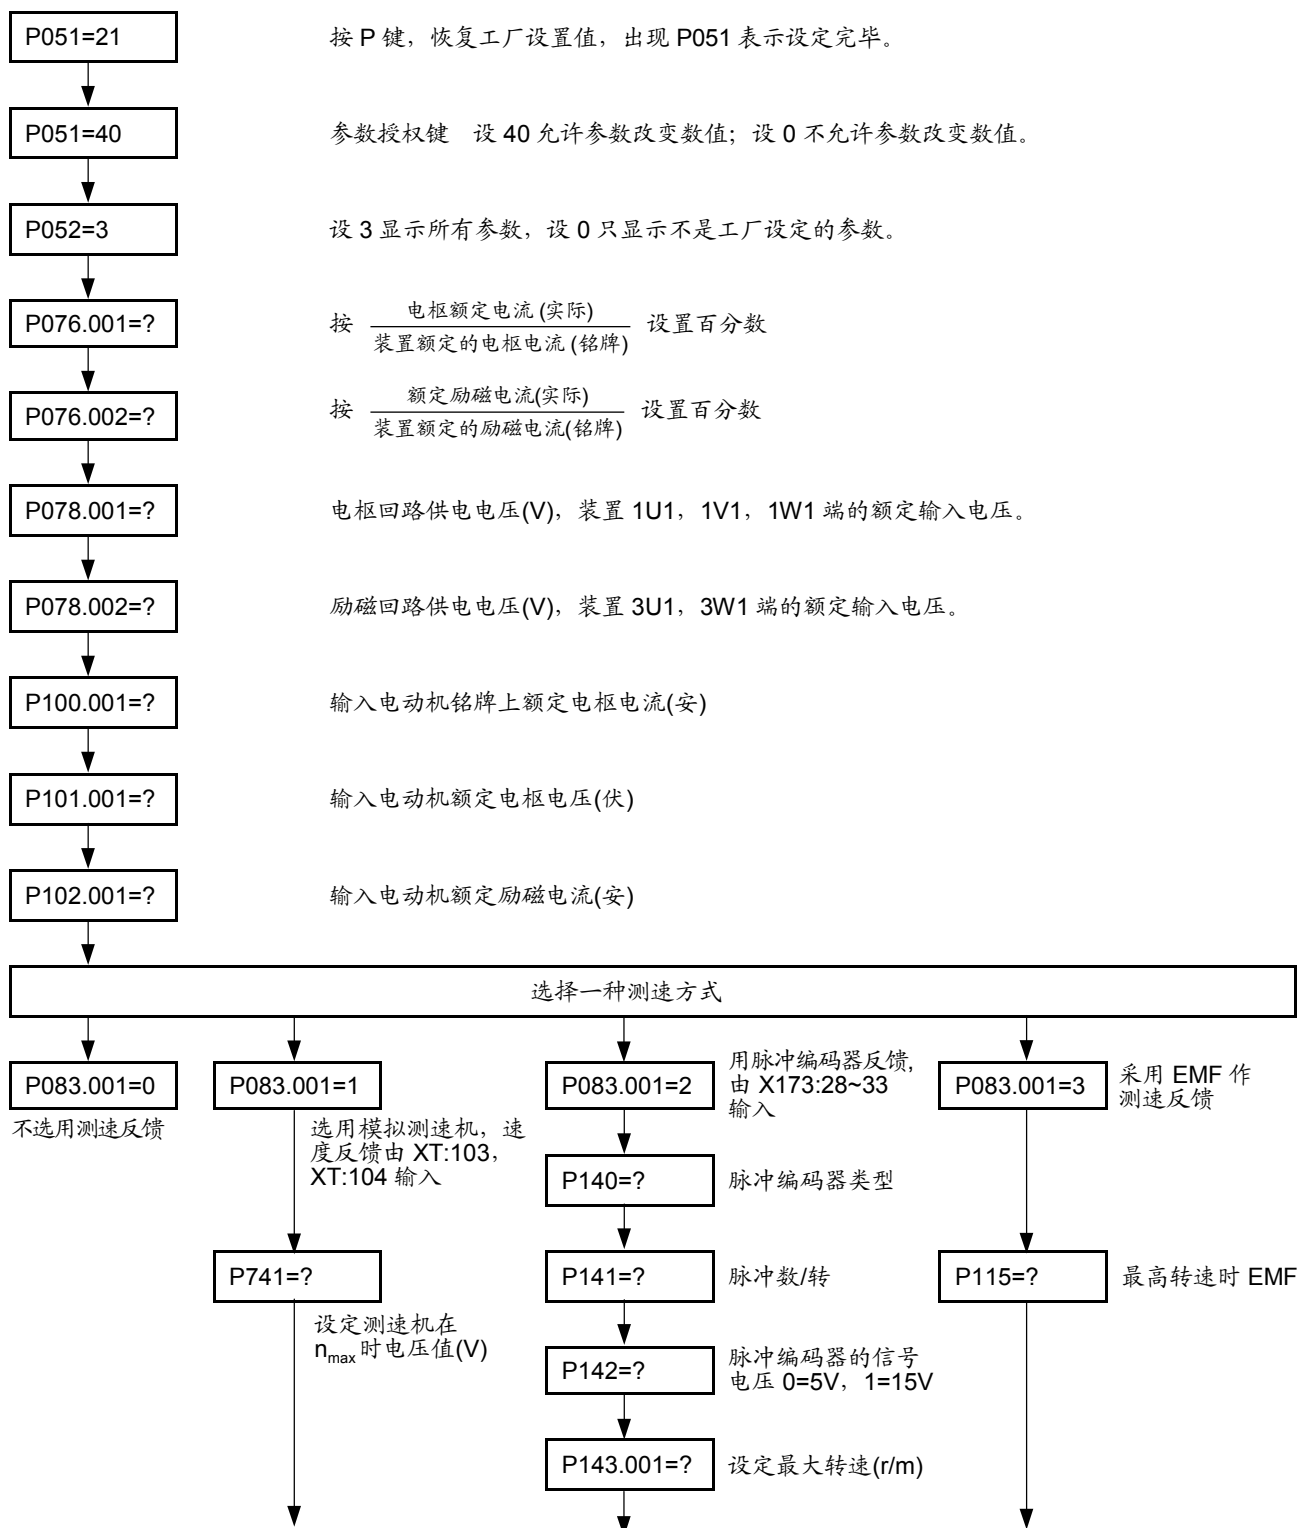 P051=21
按 P 键，恢复工厂设置值，出现 P051 表示设定完毕。
P051=40
参数授权键 设 40 允许参数改变数值；设 0 不允许参数改变数值。
P052=3
设 3 显示所有参数，设 0 只显示不是工厂设定的参数。
P076.001=?
电枢额定电流(实际)
按 设置百分数
装置额定的电枢电流(铭牌)
P076.002=?
额定励磁电流(实际)
按 设置百分数
装置额定的励磁电流(铭牌)
P078.001=?
电枢回路供电电压(V)，装置 1U1，1V1，1W1 端的额定输入电压。
P078.002=?
励磁回路供电电压(V)，装置 3U1，3W1 端的额定输入电压。
P100.001=?
输入电动机铭牌上额定电枢电流(安)
P101.001=?
输入电动机额定电枢电压(伏)
P102.001=?
输入电动机额定励磁电流(安)
选择一种测速方式
P083.001=0
不选用测速反馈
P083.001=1
选用模拟测速机，速
度反馈由 XT:103，
XT:104 输入
P741=?
设定测速机在
nmax时电压值(V)
P083.001=2
用脉冲编码器反馈，
由 X173:28~33
输入
P140=?
脉冲编码器类型
P141=?
脉冲数/转
P142=?
脉冲编码器的信号
电压 0=5V，1=15V
P143.001=?
设定最大转速(r/m)
P083.001=3
采用 EMF 作
测速反馈
P115=?
最高转速时 EMF